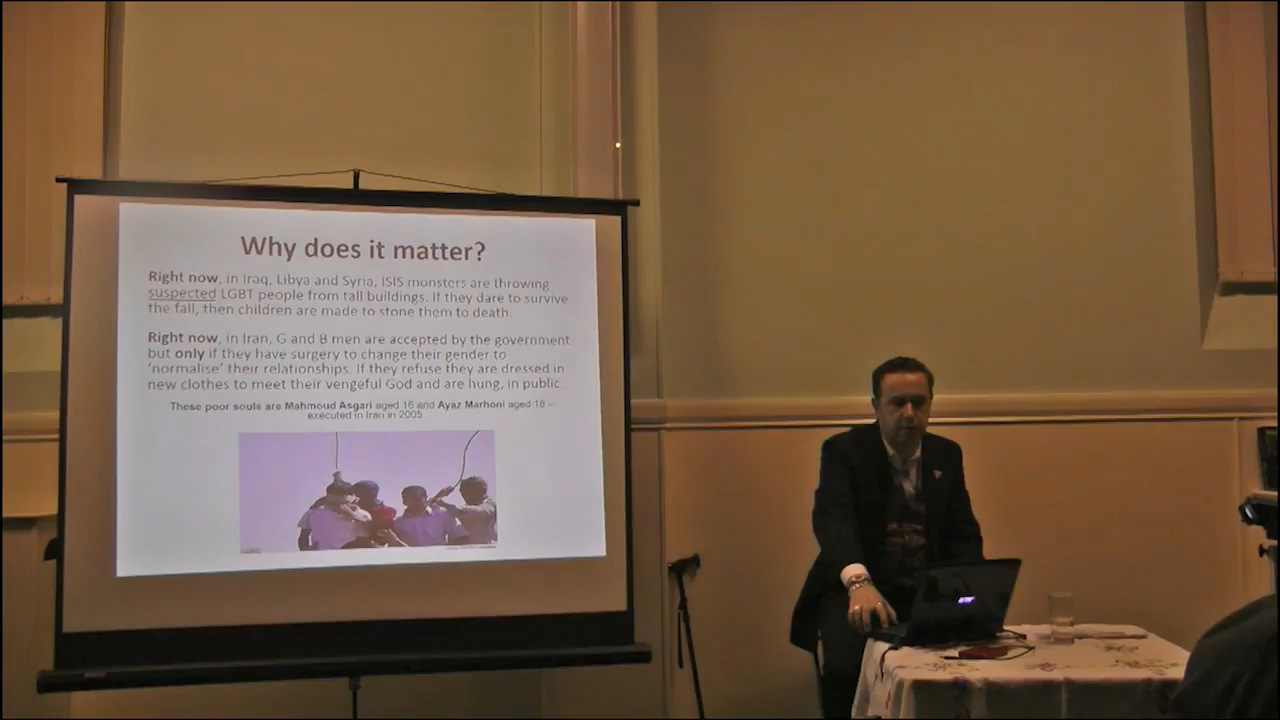 Why does it matter?
Right now, in Iraq, Libya and Syria, ISIS monsters are throwing
suspected LGBT people from tall buildings. If they dare to survive
the fall, then children are made to stone them to death.
Right now, in Iran, G and B men are accepted by the government
but only if they have surgery to change their gender to
'normalise' their relationships. If they refuse they are dressed in
new clothes to meet their vengeful God and are hung, in public.
These poor souls are Mahmoud Asgari aged 16 and Ayaz Marhoni aged 18 –
executed in Iran in 2005